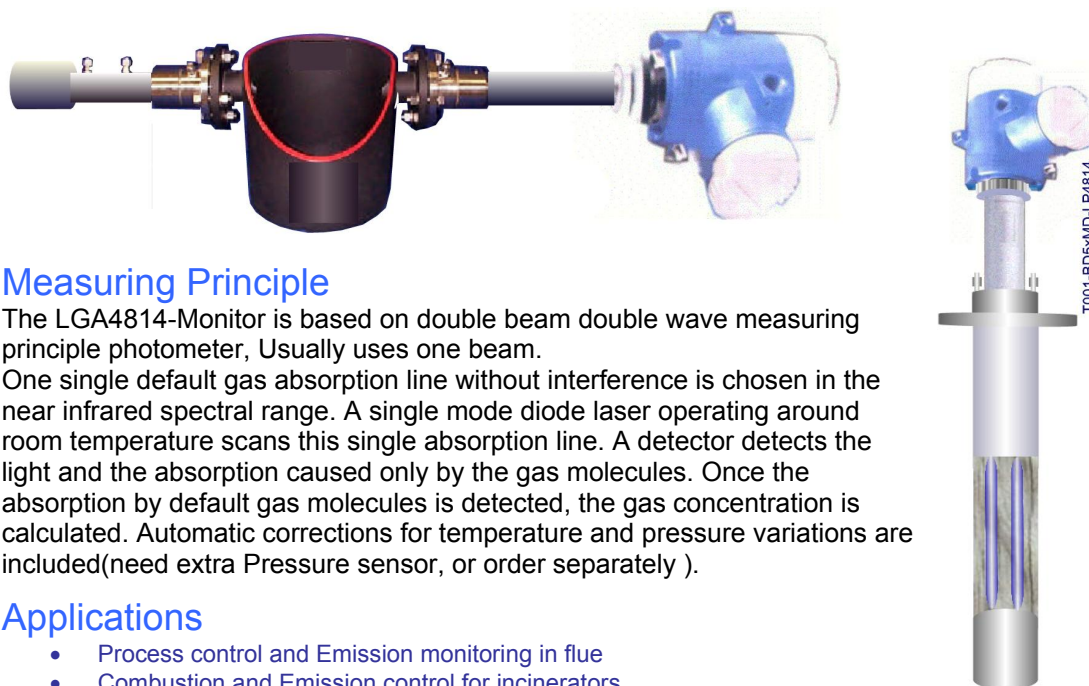 Measuring Principle
The LGA4814-Monitor is based on double beam double wave measuring
principle photometer, Usually uses one beam.
One single default gas absorption line without interference is chosen in the
near infrared spectral range. A single mode diode laser operating around
room temperature scans this single absorption line. A detector detects the
light and the absorption caused only by the gas molecules. Once the
absorption by default gas molecules is detected, the gas concentration is
calculated. Automatic corrections for temperature and pressure variations are
included(need extra Pressure sensor, or order separately ).
Applications
• Process control and Emission monitoring in flue
• Combustion and Emission control for incinerators